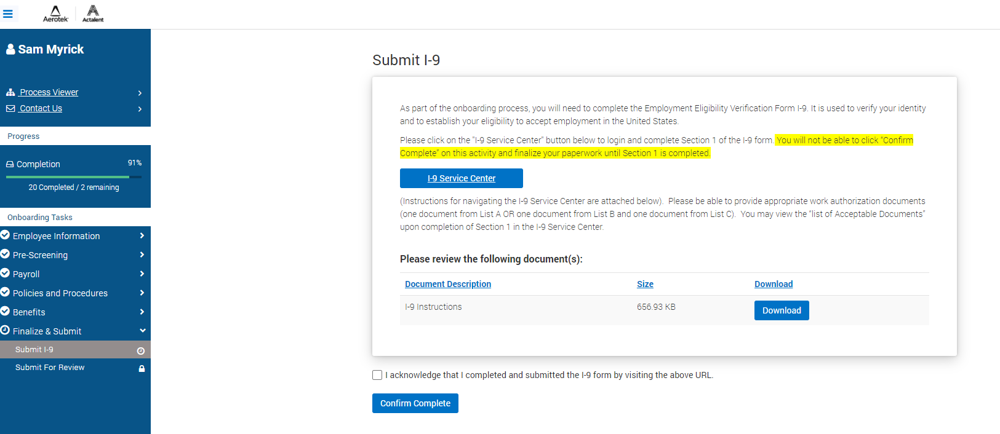 Aerotek
Actalent
Sam Myrick
Process Viewer
Contact Us
Progress
Completion 91%
20 Completed / 2 remaining
Onboarding Tasks
Employee Information
Pre-Screening
Payroll
Policies and Procedures
Benefits
Finalize & Submit
Submit I-9
Submit For Review
Submit I-9
As part of the onboarding process, you will need to complete the Employment Eligibility Verification Form I-9. It is used to verify your identity
and to establish your eligibility to accept employment in the United States.
Please click on the "I-9 Service Center" button below to login and complete Section 1 of the I-9 form. You will not be able to click “Confirm
Complete” on this activity and finalize your paperwork until Section 1 is completed.
I-9 Service Center
(Instructions for navigating the I-9 Service Center are attached below).  Please be able to provide appropriate work authorization documents
(one document from List A OR one document from List B and one document from List C).  You may view the “list of Acceptable Documents”
upon completion of Section 1 in the I-9 Service Center.
Please review the following document(s):
Document Description Size Download
I-9 Instructions 656.93 KB Download
I acknowledge that I completed and submitted the I-9 form by visiting the above URL.
Confirm Complete